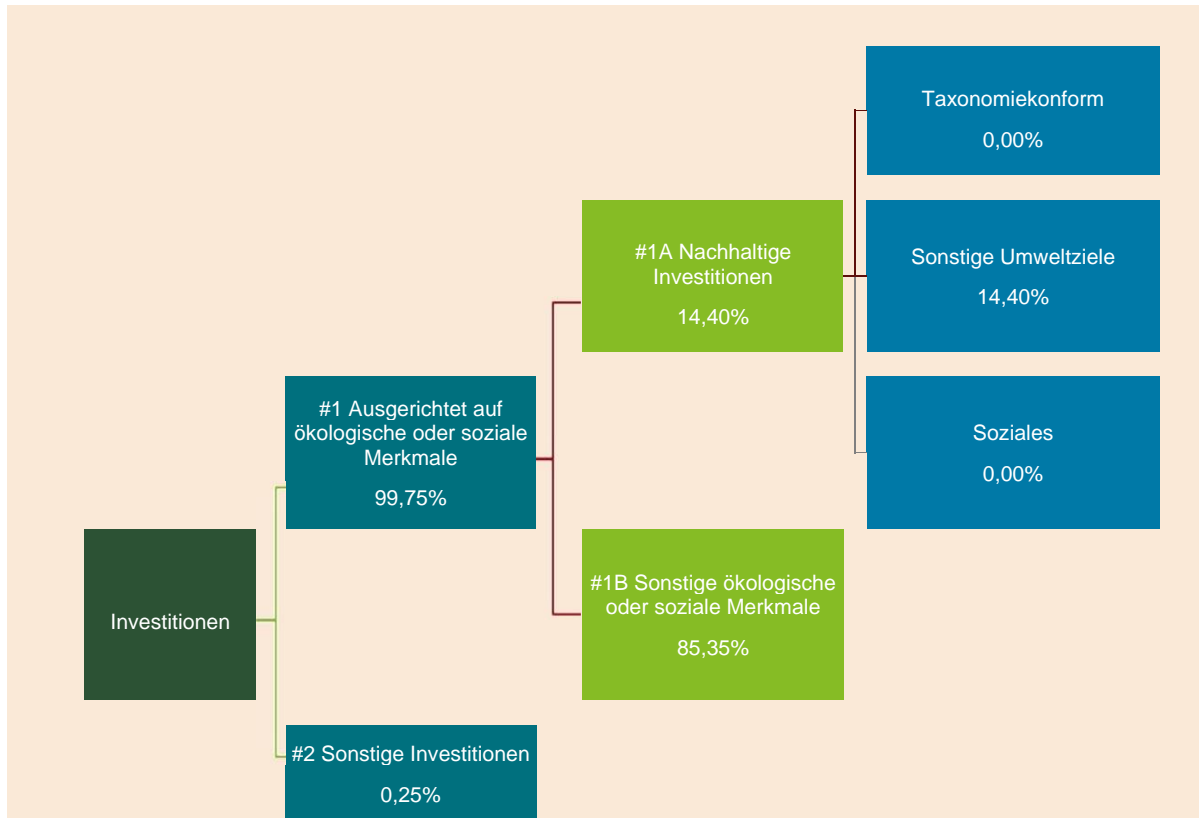 Investitionen
#1 Ausgerichtet auf
ökologische oder soziale
Merkmale
99,75%
#2 Sonstige Investitionen
0,25%
#1A Nachhaltige
Investitionen
14,40%
#1B Sonstige ökologische
oder soziale Merkmale
85,35%
Taxonomiekonform
0,00%
Sonstige Umweltziele
14,40%
Soziales
0,00%